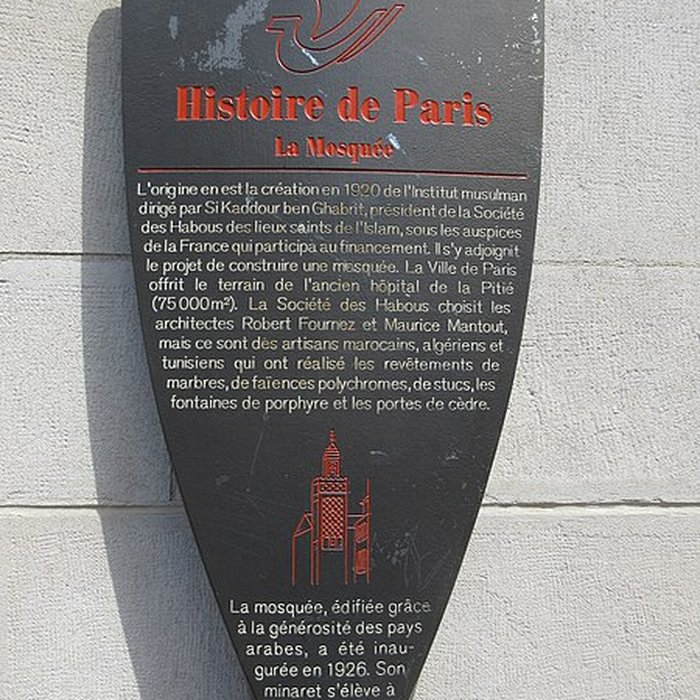 Histoire de Paris
La Mosquée
L'origine en est la création en 1920 de l'Institut musulman
dirigé par Si Kaddour ben Ghabrit, président de la Société
des Habous des lieux saints de l'Islam, sous les auspices
de la France qui participa au financement. Il s'y adjoignit
le projet de construire une mosquée. La Ville de Paris
offrit le terrain de l'ancien hôpital de la Pitié
(75000m²). La Société des Habous choisit les
architectes Robert Fournez et Maurice Mantout,
mais ce sont des artisans marocains, algériens et
tunisiens qui ont réalisé les revêtements de
marbres, de faïences polychromes, de stucs, les
fontaines de porphyre et les portes de cèdre.
La mosquée, édifiée grâce
à la générosité des pays
arabes, a été inau-
gurée en 1926. Son
minaret s'élève à